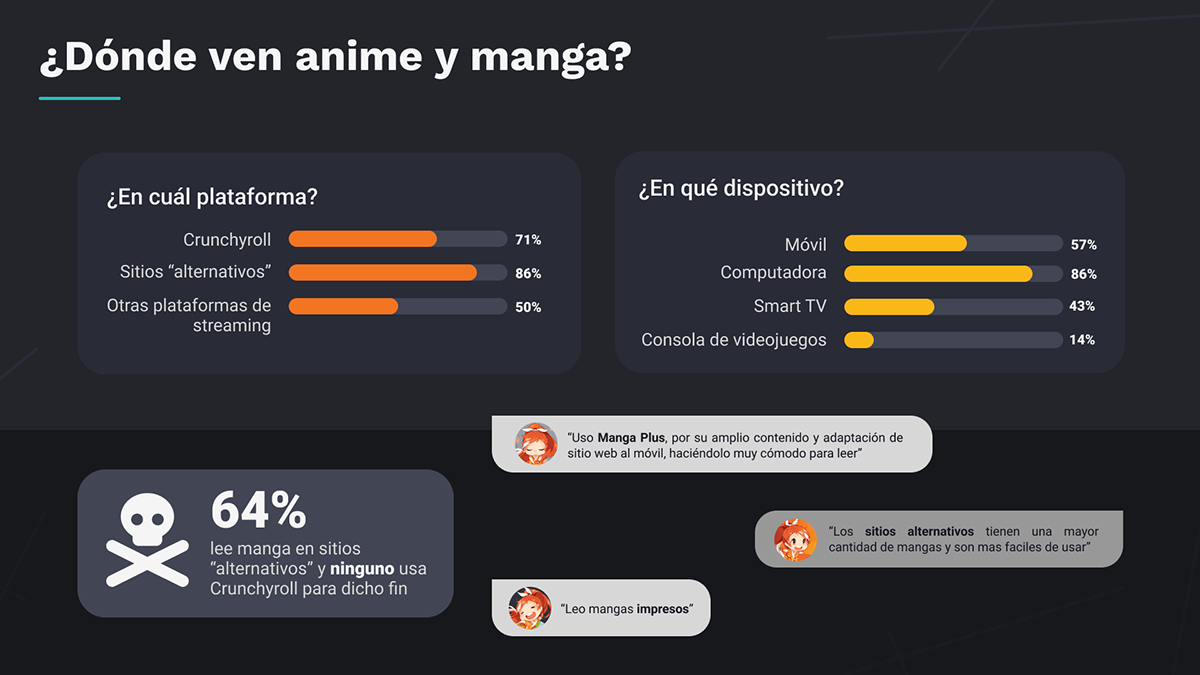 ¿Dónde ven anime y manga?
¿En cuál plataforma?
Crunchyroll 71%
Sitios “alternativos” 86%
Otras plataformas de
streaming 50%
¿En qué dispositivo?
Móvil 57%
Computadora 86%
Smart TV 43%
Consola de videojuegos 14%
“Uso Manga Plus, por su amplio contenido y adaptación de
sitio web al móvil, haciéndolo muy cómodo para leer”
“Los sitios alternativos tienen una mayor
cantidad de mangas y son mas faciles de usar”
“Leo mangas impresos”
64%
lee manga en sitios
“alternativos” y ninguno usa
Crunchyroll para dicho fin